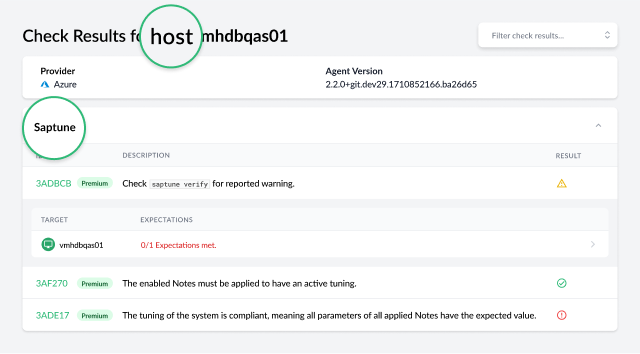 Check Results fo host vmhdbqas01
Filter check results...
Provider
Azure
Agent Version
2.2.0+git.dev29.1710852166.ba26d65
Saptune
DESCRIPTION
RESULT
3ADBCB Premium Check saptune verify for reported warning.
TARGET EXPECTATIONS
vmhdbqas01 0/1 Expectations met.
3AF270 Premium The enabled Notes must be applied to have an active tuning.
3ADE17 Premium The tuning of the system is compliant, meaning all parameters of all applied Notes have the expected value.